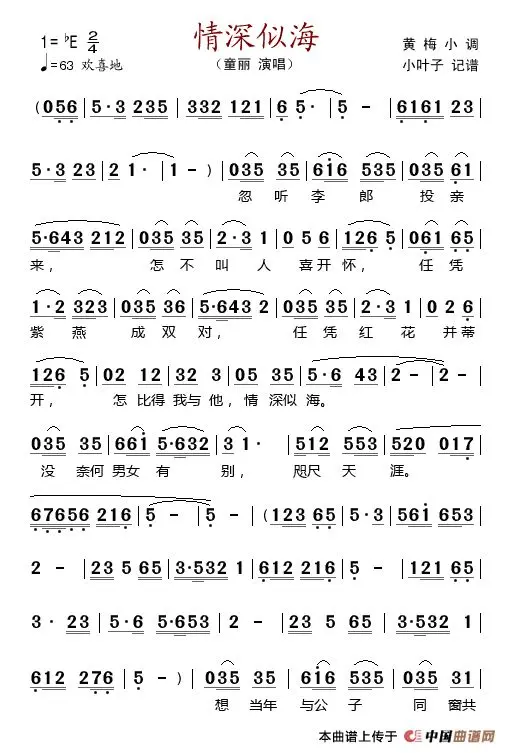 情深似海
1=♭E 2/4 黄梅小调
♩=63 欢喜地 (童丽 演唱) 小叶子 记谱
(056|5·3 235|332 121|6 5·|5 -|6161 23|
5·3 23|2 1·|1 -)|035 35|616 535|035 61|
忽听李郎投亲
5·643 212|035 35|2·3 1|0 5 6|126 5|061 65|
来,怎不叫人喜开怀,任凭
1·2 323|035 36|5·643 2|035 35|2·3 1|0 2 6|
紫燕成双对,任凭红花并蒂
126 5|02 12|32 3|05 35|5·6 43|2 -|2 -|
开,怎比得我与他,情深似海。
035 35|661 5·632|3 1·|512 553|520 017|
没奈何男女有别,咫尺天涯。
67656 216|5 -|5 -|(123 65|5·3|561 653|
2 -|23 565|3·532 1|612 216|5 -|121 65|
3· 23|5·6 5·653|2 -|23 5 65|3·532 1|
612 276|5 -)|035 35|535 35|035 31|
想当年与公子同窗共
本曲谱上传于 中国曲谱网